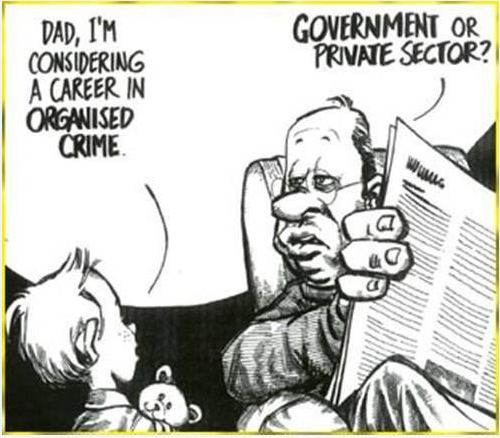 DAD, I'M
CONSIDERING
A CAREER IN
ORGANISED
CRIME.
GOVERNMENT OR
PRIVATE SECTOR?